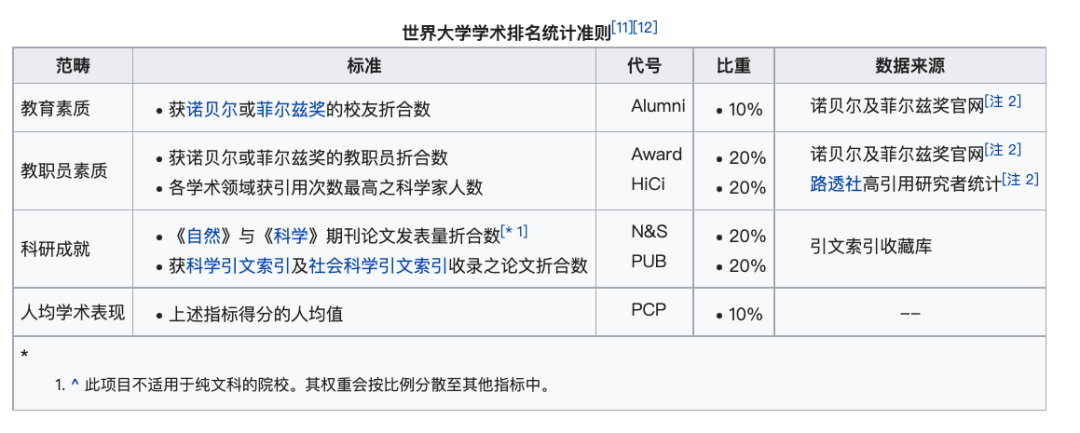 世界大学学术排名统计准则[11][12]
范畴 标准 代号 比重 数据来源
教育素质 • 获诺贝尔或菲尔兹奖的校友折合数 Alumni • 10% 诺贝尔及菲尔兹奖官网[注 2]
教职员素质
• 获诺贝尔或菲尔兹奖的教职员折合数 Award • 20% 诺贝尔及菲尔兹奖官网[注 2]
• 各学术领域获引用次数最高之科学家人数 HiCi • 20% 路透社高引用研究者统计[注 2]
科研成就
• 《自然》与《科学》期刊论文发表量折合数[* 1] N&S • 20%
• 获科学引文索引及社会科学引文索引收录之论文折合数 PUB • 20%
引文索引收藏库
人均学术表现 • 上述指标得分的人均值 PCP • 10% ––
*
1. ^ 此项目不适用于纯文科的院校。其权重会按比例分散至其他指标中。